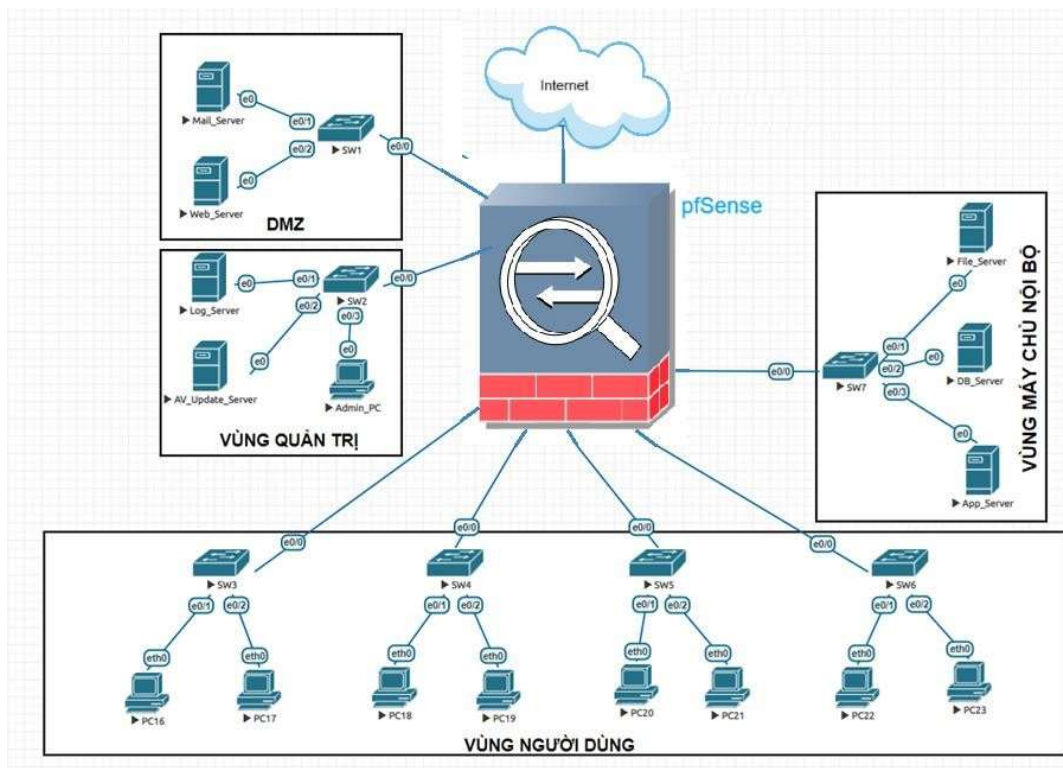 Internet
pfSense
e0
Mail_Server
e0/1
e0/2
SW1
e0/0
e0
Web_Server
DMZ
Log_Server
e0
e0/1
e0/2
SW2
e0/0
e0/3
e0
AV_Update_Server
e0
Admin_PC
VÙNG QUẢN TRỊ
File_Server
e0
e0/0
SW7
e0/1
e0/2
e0
e0/3
DB_Server
e0
App_Server
VÙNG MÁY CHỦ NỘI BỘ
e0/0
SW3
e0/1
e0/2
eth0
eth0
PC16
PC17
e0/0
SW4
e0/1
e0/2
eth0
eth0
PC18
PC19
e0/0
SW5
e0/1
e0/2
eth0
eth0
PC20
PC21
e0/0
SW6
e0/1
e0/2
eth0
eth0
PC22
PC23
VÙNG NGƯỜI DÙNG